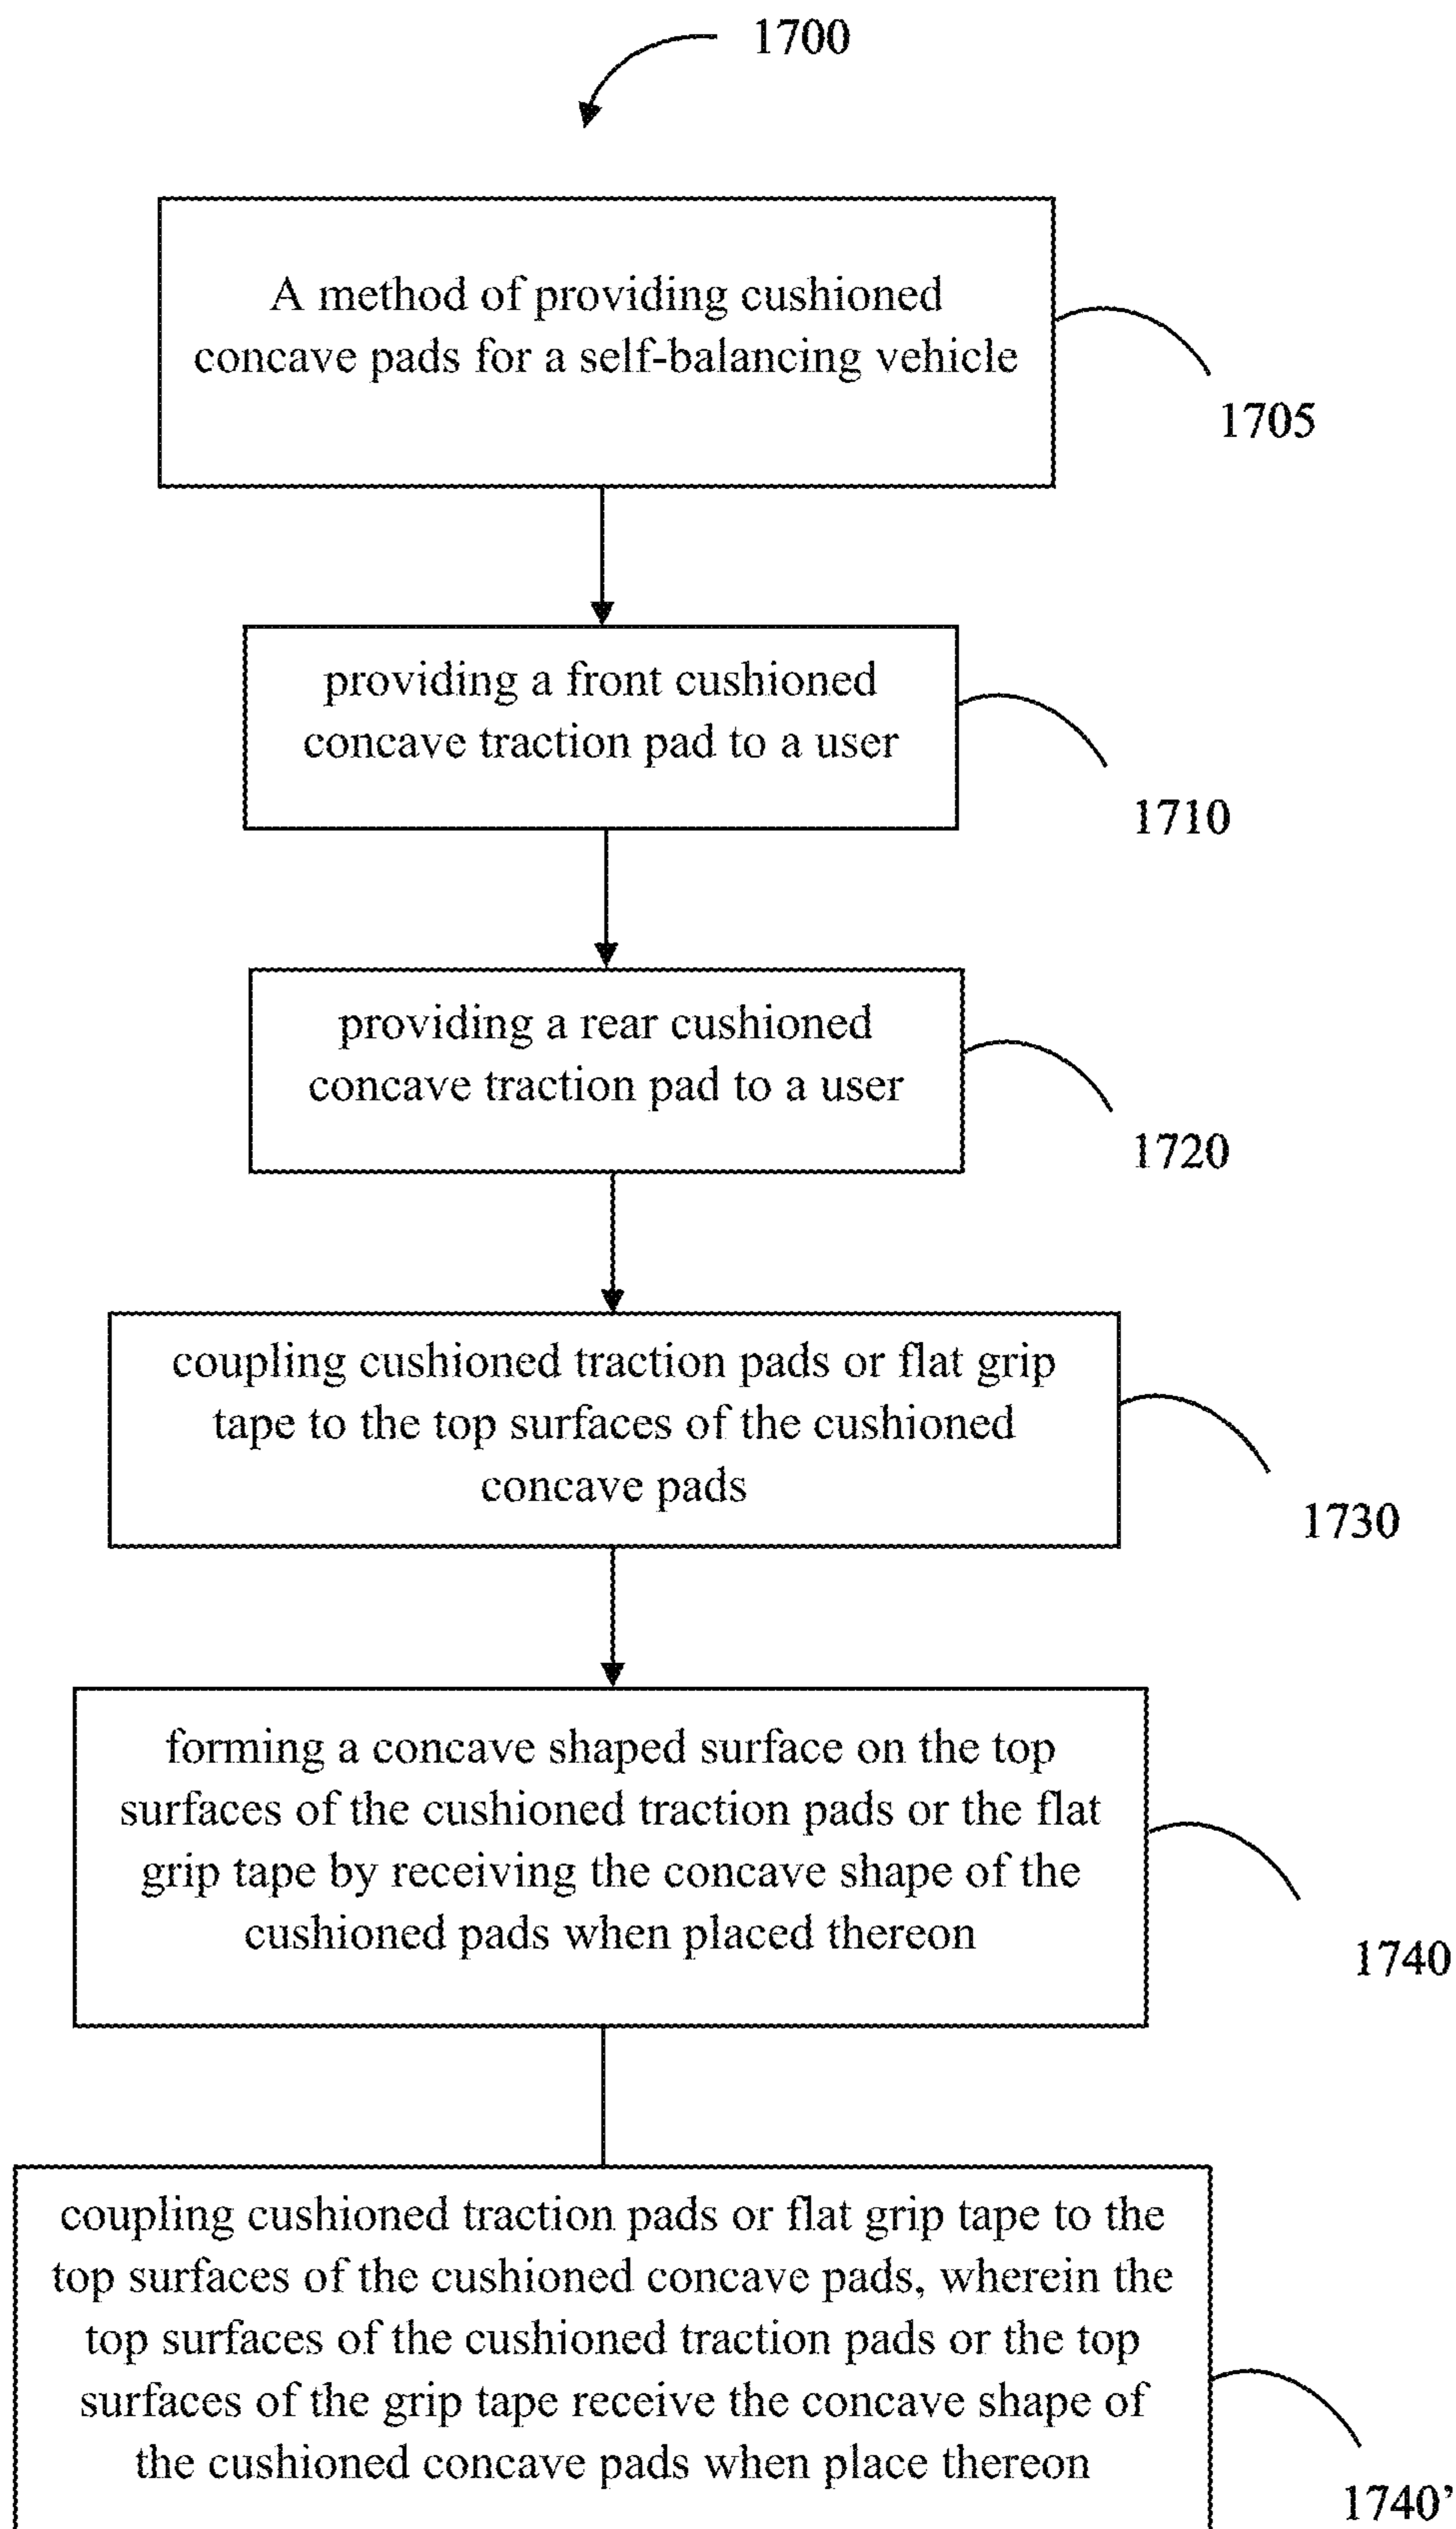 1700
A method of providing cushioned
concave pads for a self-balancing vehicle
1705
providing a front cushioned
concave traction pad to a user
1710
providing a rear cushioned
concave traction pad to a user
1720
coupling cushioned traction pads or flat grip
tape to the top surfaces of the cushioned
concave pads
1730
forming a concave shaped surface on the top
surfaces of the cushioned traction pads or the flat
grip tape by receiving the concave shape of the
cushioned pads when placed thereon
1740
coupling cushioned traction pads or flat grip tape to the
top surfaces of the cushioned concave pads, wherein the
top surfaces of the cushioned traction pads or the top
surfaces of the grip tape receive the concave shape of
the cushioned concave pads when place thereon
1740’